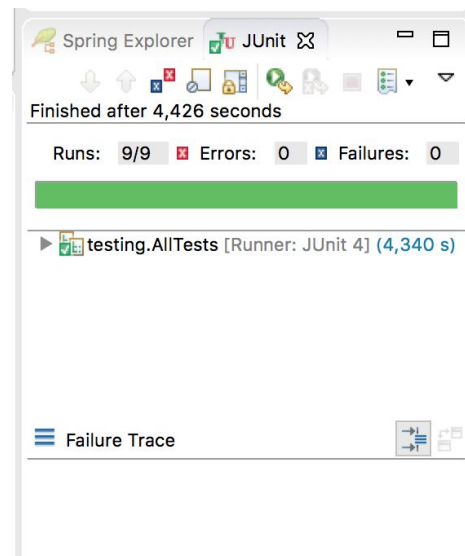 Spring Explorer JUnit
Finished after 4,426 seconds
Runs: 9/9 Errors: 0 Failures: 0
testing.AllTests [Runner: JUnit 4] (4,340 s)
Failure Trace